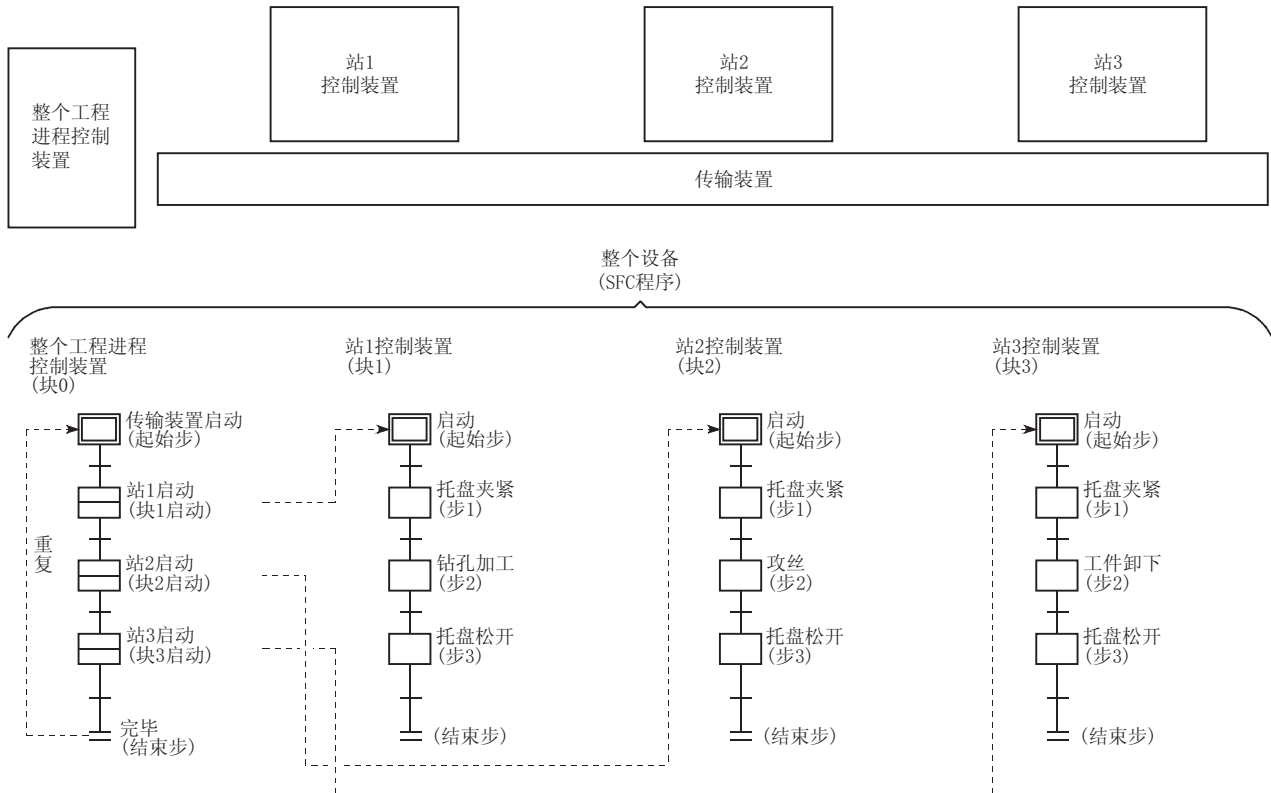 站1
控制装置
站2
控制装置
站3
控制装置
整个工程
进程控制
装置
传输装置
整个设备
(SFC程序)
整个工程进程
控制装置
(块0)
站1控制装置
(块1)
站2控制装置
(块2)
站3控制装置
(块3)
传输装置启动
(起始步)
站1启动
(块1启动)
站2启动
(块2启动)
站3启动
(块3启动)
完毕
(结束步)
重复
启动
(起始步)
托盘夹紧
(步1)
钻孔加工
(步2)
托盘松开
(步3)
(结束步)
启动
(起始步)
托盘夹紧
(步1)
攻丝
(步2)
托盘松开
(步3)
(结束步)
启动
(起始步)
托盘夹紧
(步1)
工件卸下
(步2)
托盘松开
(步3)
(结束步)